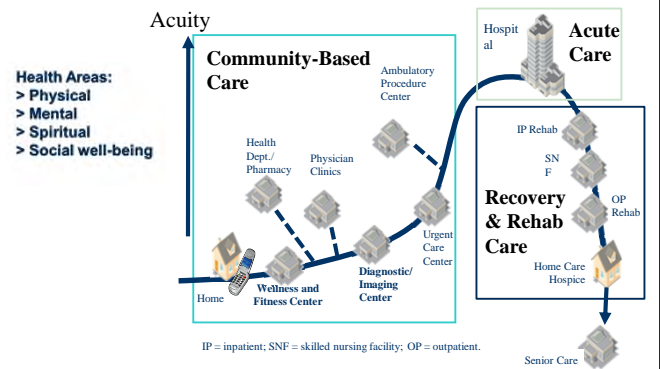 Acuity
Health Areas:
> Physical
> Mental
> Spiritual
> Social well-being
Community-Based
Care
Ambulatory
Procedure
Center
Health
Dept./
Pharmacy
Physician
Clinics
Urgent
Care
Center
Home
Wellness and
Fitness Center
Diagnostic/
Imaging
Center
Hospit
al
Acute
Care
IP Rehab
SN
F
Recovery
& Rehab
Care
OP
Rehab
Home Care
Hospice
Senior Care
IP = inpatient; SNF = skilled nursing facility; OP = outpatient.